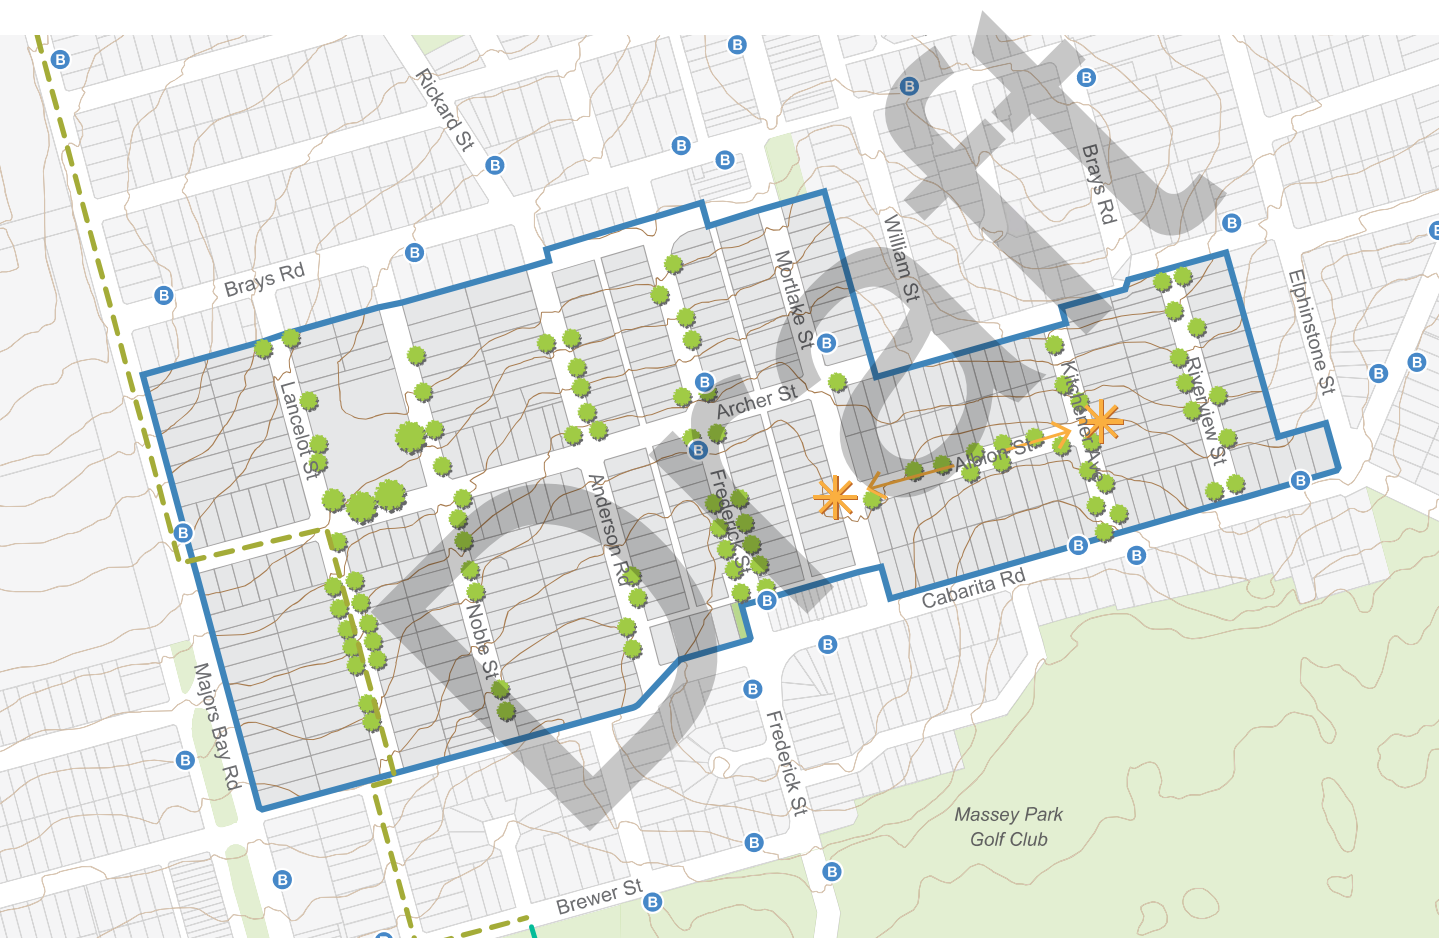 B
B
Rickard St
B
B
B
B
B
Brays Rd
B
B
B
Brays Rd
William St
B
B
Mortlake St
Elphinstone St
B
B
B
B
Kitchener Ave
Riverview St
Lancelot St
Archer St
B
Albion St
Anderson Rd
Frederick St
B
B
B
B
Cabarita Rd
B
Noble St
B
Majors Bay Rd
B
Frederick St
B
Massey Park
Golf Club
B
B
B
Brewer St
B
B
Draft